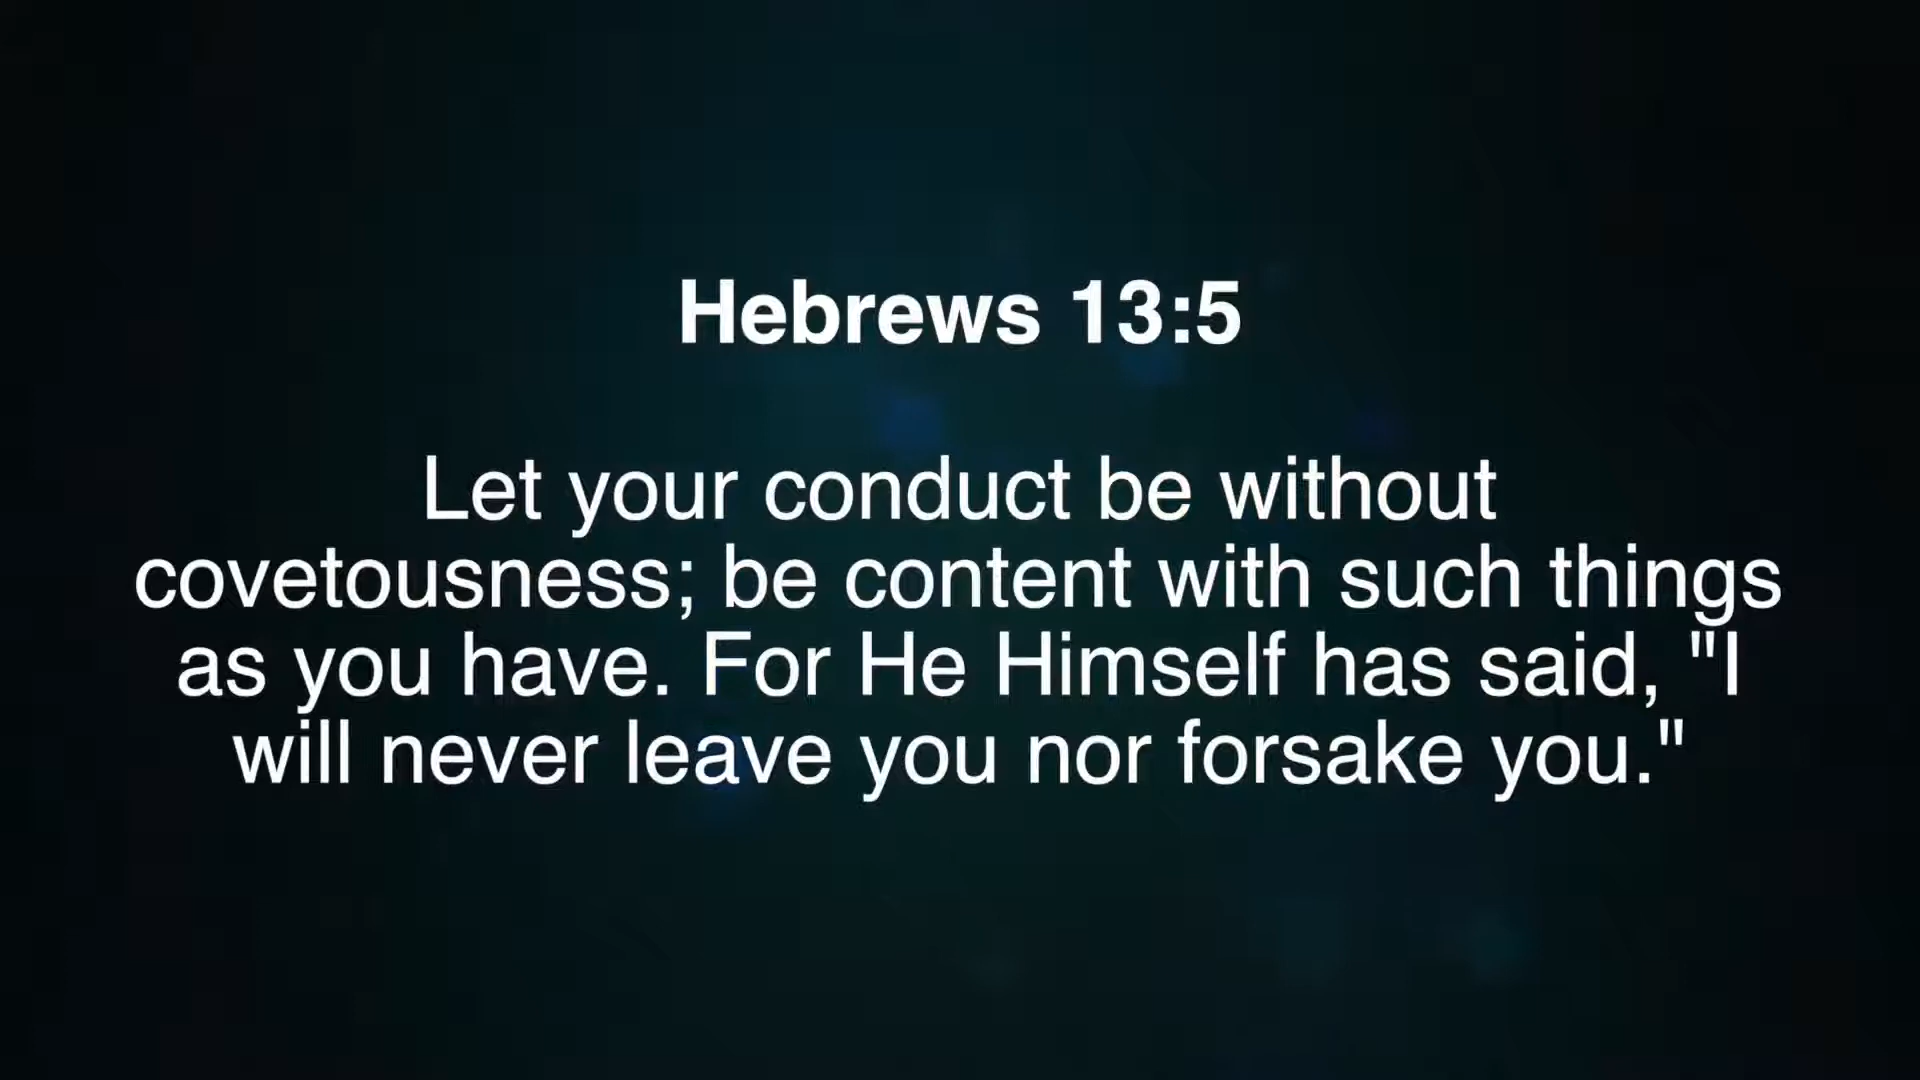 Hebrews 13:5
Let your conduct be without
covetousness; be content with such things
as you have. For He Himself has said, "I
will never leave you nor forsake you."